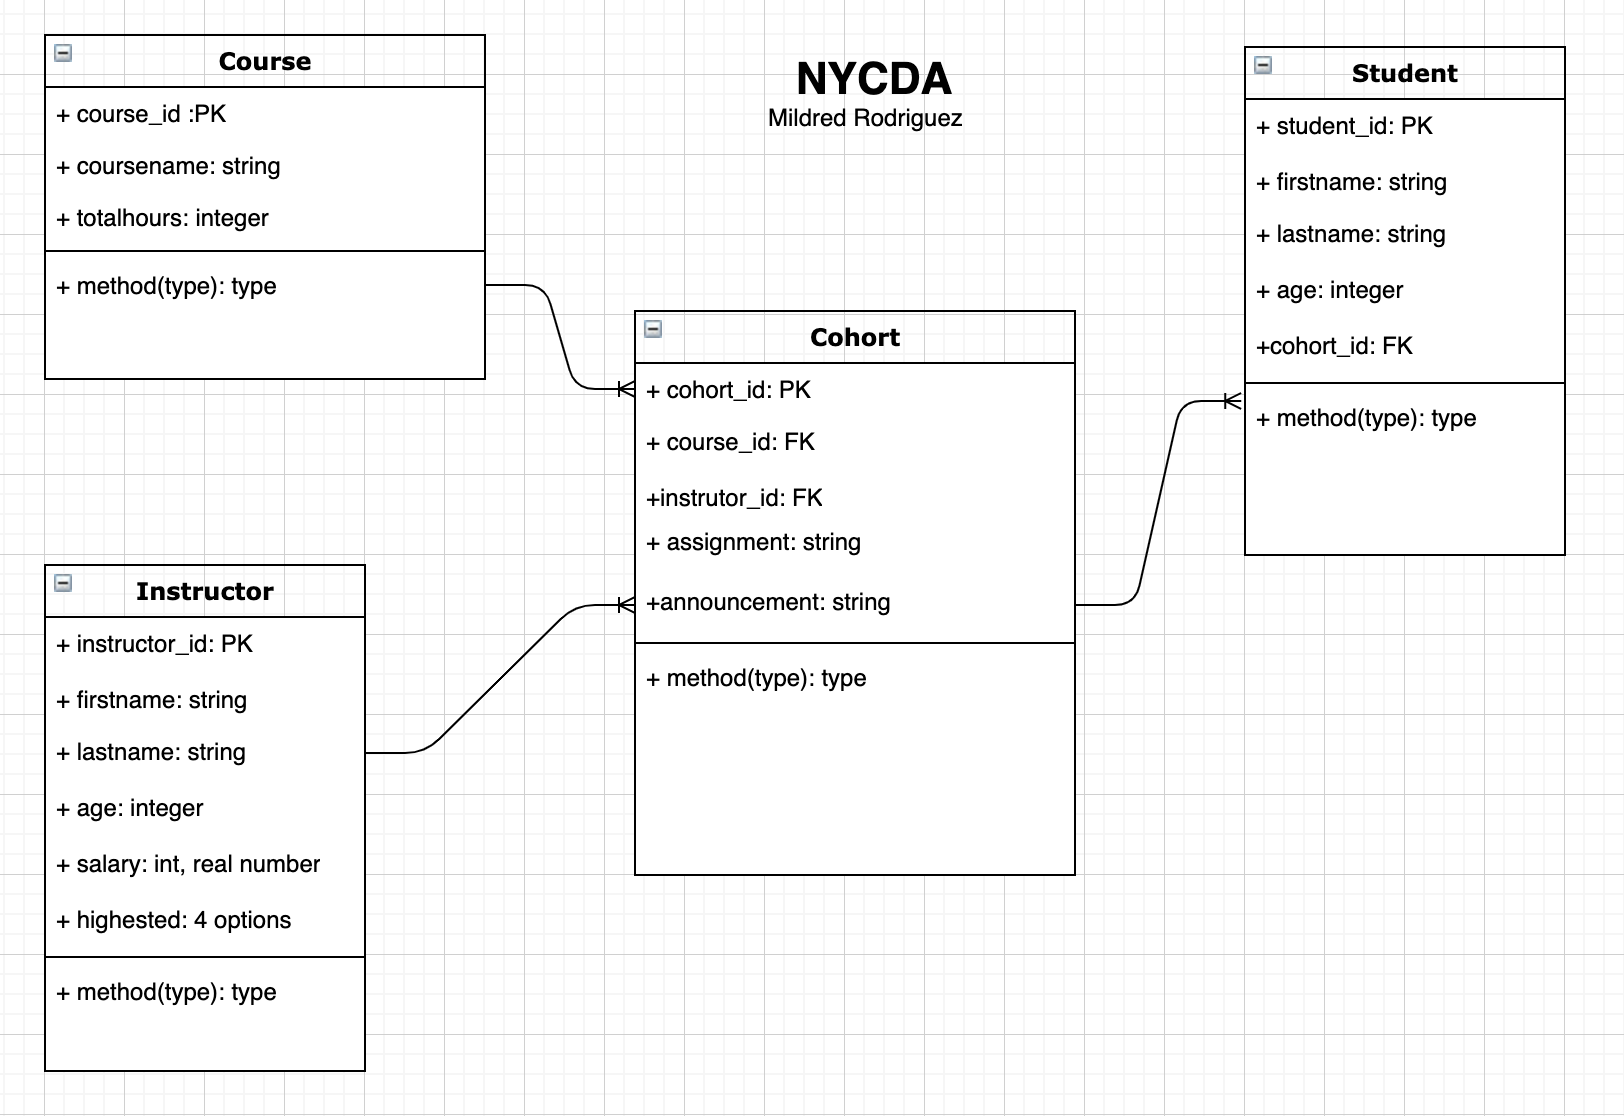 NYCDA
Mildred Rodriguez
Course
+ course_id :PK
+ coursename: string
+ totalhours: integer
+ method(type): type
Instructor
+ instructor_id: PK
+ firstname: string
+ lastname: string
+ age: integer
+ salary: int, real number
+ highested: 4 options
+ method(type): type
Cohort
+ cohort_id: PK
+ course_id: FK
+instrutor_id: FK
+ assignment: string
+announcement: string
+ method(type): type
Student
+ student_id: PK
+ firstname: string
+ lastname: string
+ age: integer
+cohort_id: FK
+ method(type): type